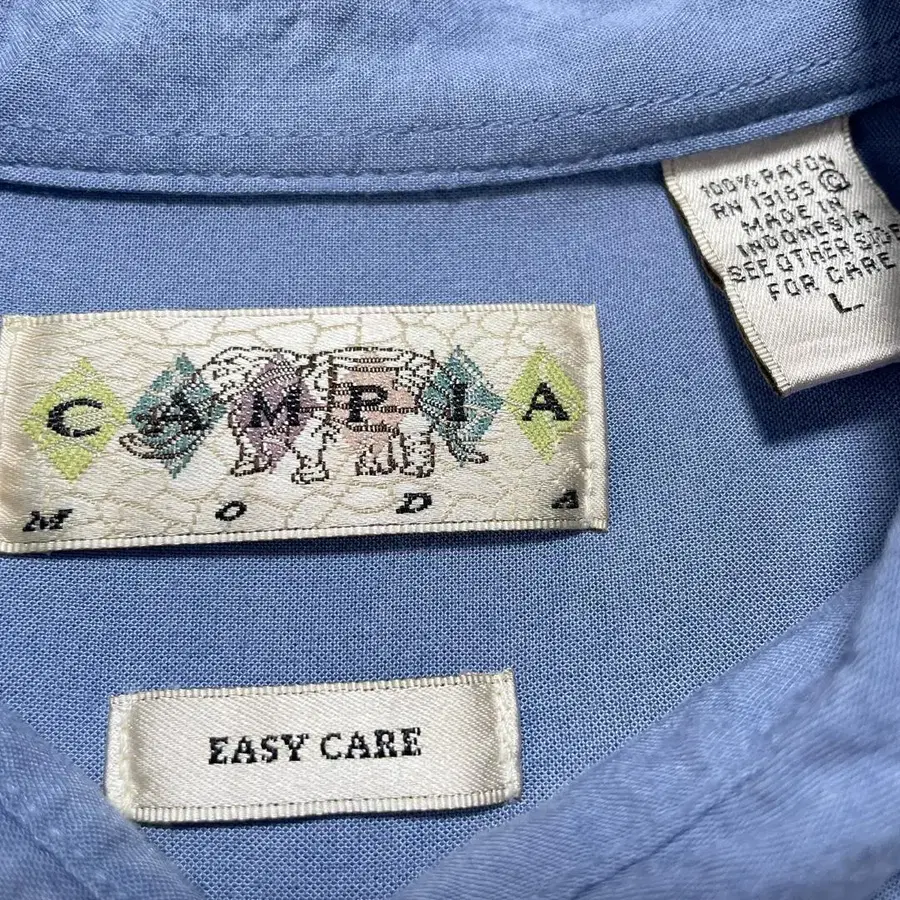 100% RAYON
RN 13185 G
MADE IN
INDONESIA
SEE OTHER SIDE
FOR CARE
L
CAMPIA
MODA
EASY CARE